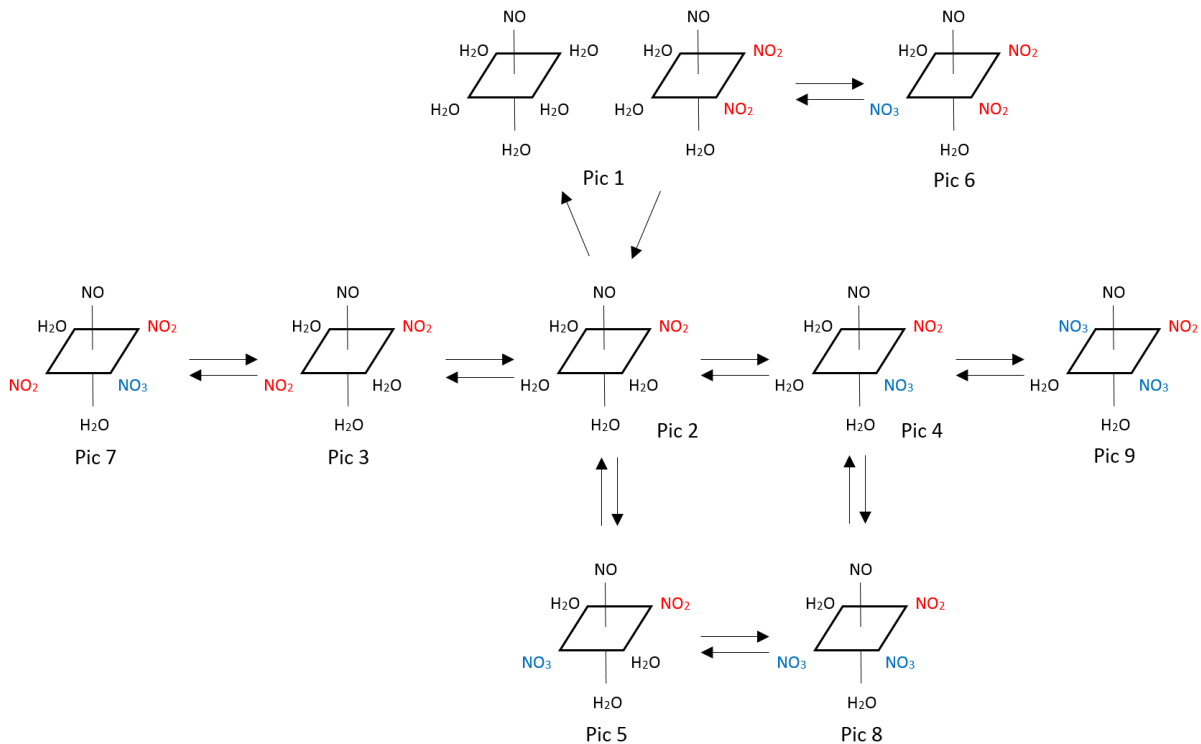 NO NO NO
H₂O H₂O H₂O NO₂ H₂O NO₂
H₂O H₂O H₂O NO₂ NO₃ NO₂
H₂O H₂O H₂O
Pic 1 Pic 6
NO NO NO NO NO
H₂O NO₂ H₂O NO₂ H₂O NO₂ H₂O NO₂ NO₃ NO₂
NO₂ NO₃ NO₂ H₂O H₂O H₂O H₂O NO₃ H₂O NO₃
H₂O H₂O H₂O H₂O H₂O
Pic 7 Pic 3 Pic 2 Pic 4 Pic 9
NO NO
H₂O NO₂ H₂O NO₂
NO₃ H₂O NO₃ NO₃
H₂O H₂O
Pic 5 Pic 8